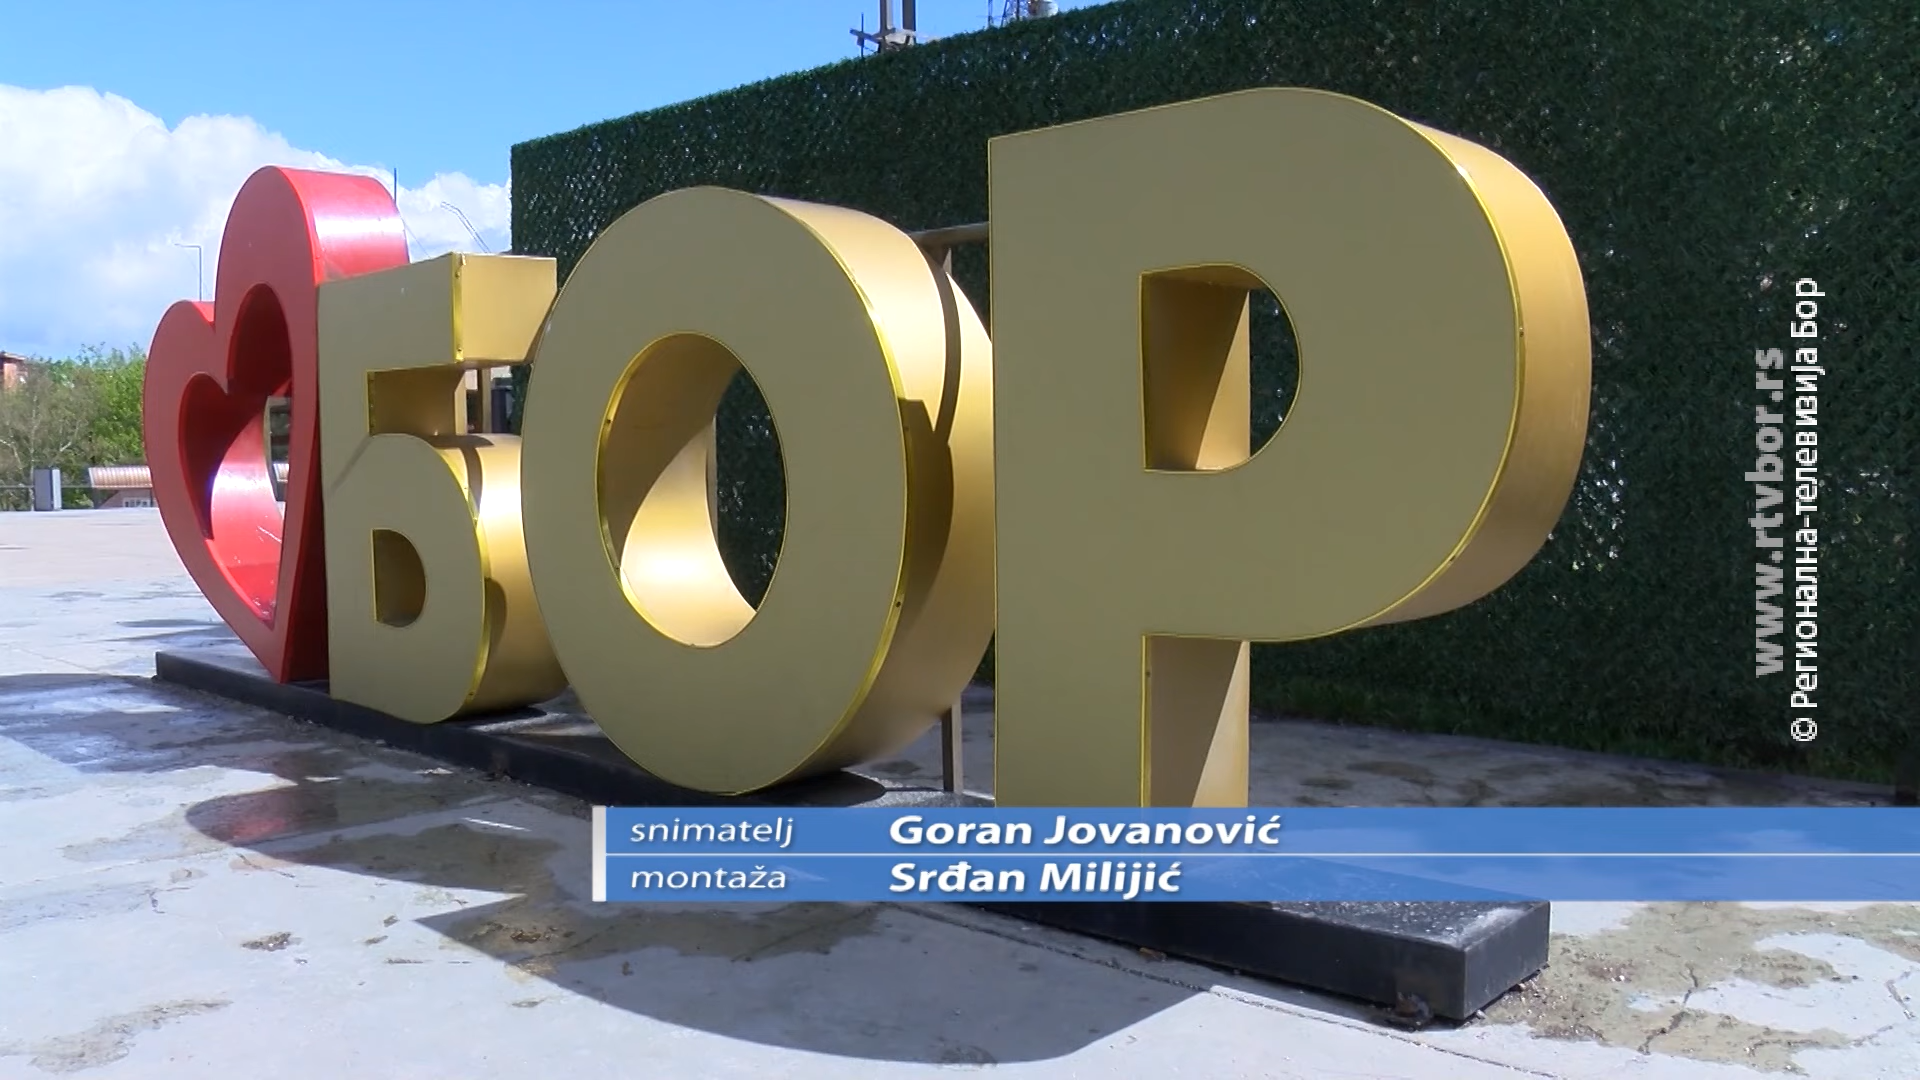 БОР
www.rtvbor.rs
© Регионална-телевизија Бор
snimatelj Goran Jovanović
montaža Srđan Milijić